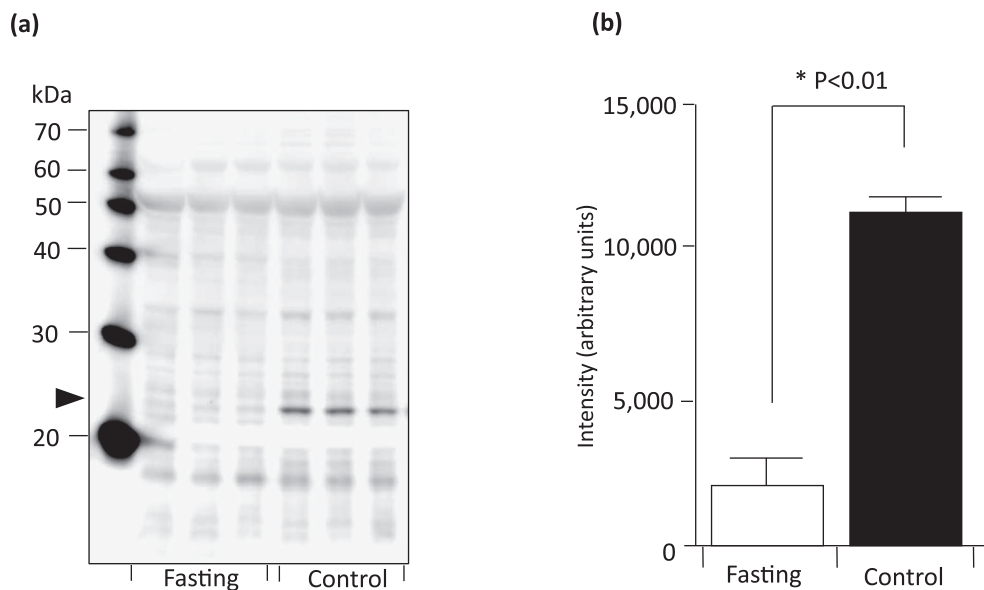 (a)
kDa
70
60
50
40
30
20
Fasting
Control
(b)
* P<0.01
15,000
10,000
5,000
0
Intensity (arbitrary units)
Fasting
Control